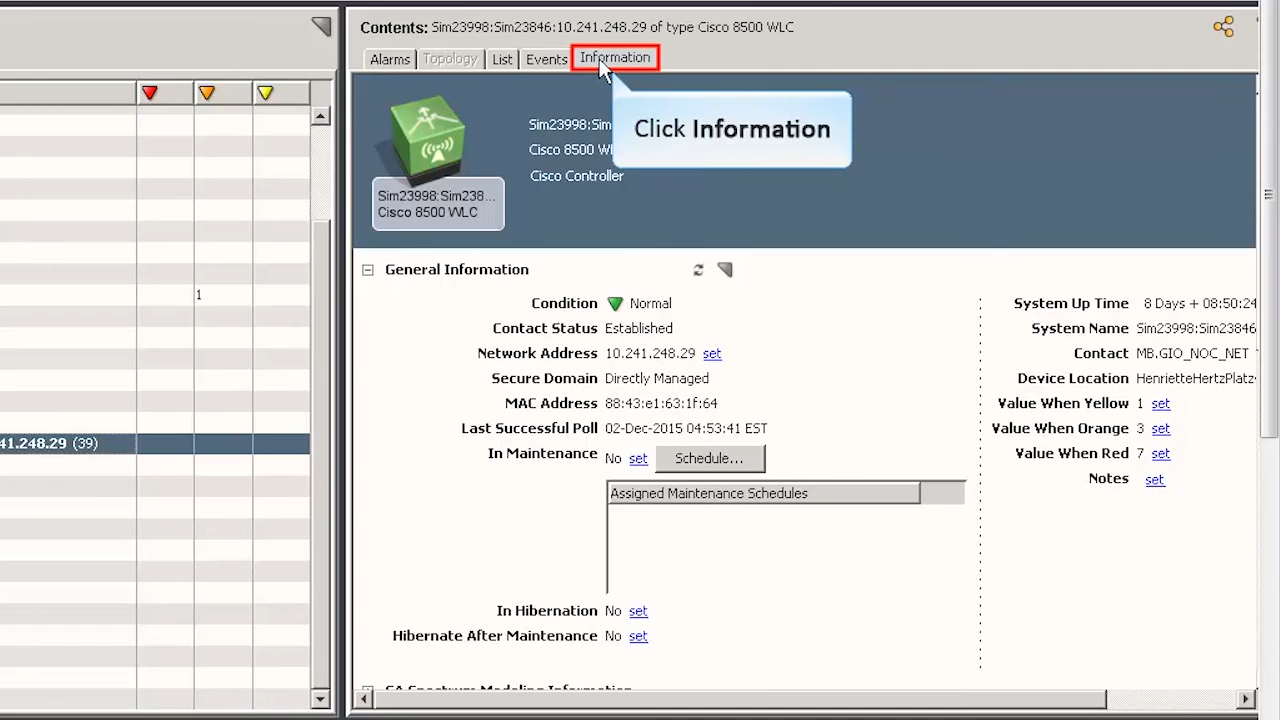 Contents: Sim23998:Sim23846:10.241.248.29 of type Cisco 8500 WLC
Alarms Topology List Events Information
Click Information
Sim23998:Sim
Cisco 8500 WL
Cisco Controller
Sim23998:Sim238...
Cisco 8500 WLC
1
41.248.29 (39)
General Information
Condition Normal
Contact Status Established
Network Address 10.241.248.29 set
Secure Domain Directly Managed
MAC Address 88:43:e1:63:1f:64
Last Successful Poll 02-Dec-2015 04:53:41 EST
In Maintenance No set Schedule...
Assigned Maintenance Schedules
In Hibernation No set
Hibernate After Maintenance No set
System Up Time 8 Days + 08:50:24
System Name Sim23998:Sim23846
Contact MB.GIO_NOC_NET
Device Location HenrietteHertzPlatz
Value When Yellow 1 set
Value When Orange 3 set
Value When Red 7 set
Notes set
CA Spectrum Modeling Information